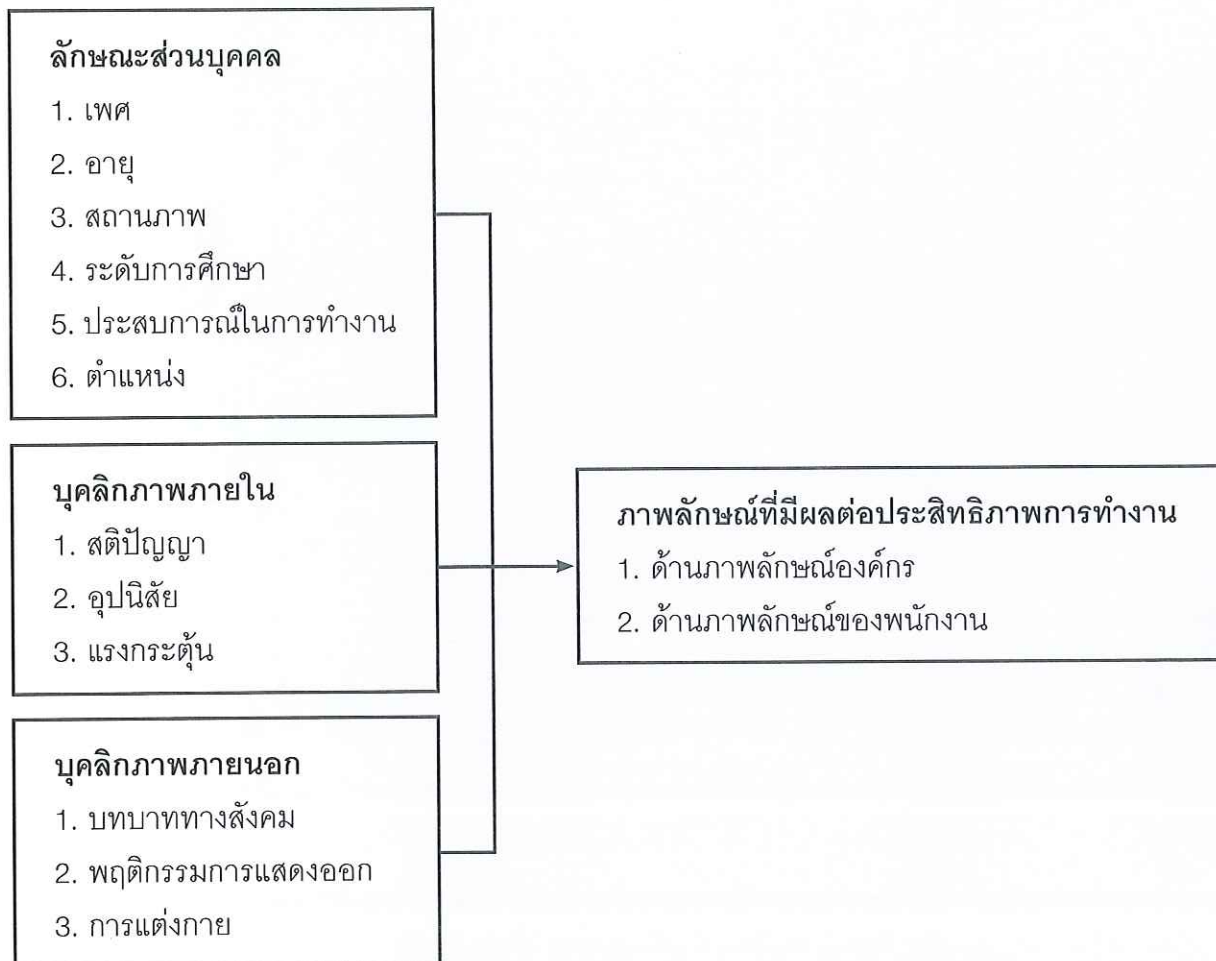 ลักษณะส่วนบุคคล
1. เพศ
2. อายุ
3. สถานภาพ
4. ระดับการศึกษา
5. ประสบการณ์ในการทำงาน
6. ตำแหน่ง
บุคลิกภาพภายใน
1. สติปัญญา
2. อุปนิสัย
3. แรงกระตุ้น
บุคลิกภาพภายนอก
1. บทบาททางสังคม
2. พฤติกรรมการแสดงออก
3. การแต่งกาย
ภาพลักษณ์ที่มีผลต่อประสิทธิภาพการทำงาน
1. ด้านภาพลักษณ์องค์กร
2. ด้านภาพลักษณ์ของพนักงาน